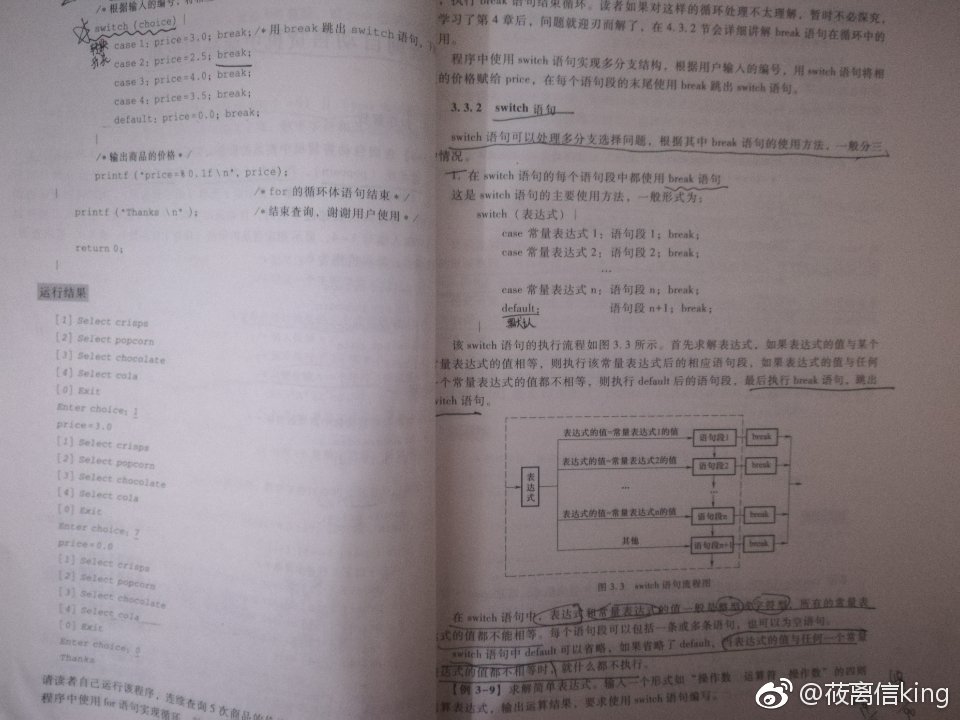 /*根据输入的编号,
switch (choice) {
case 1: price=3.0; break; /*用 break 跳出 switch 语句,
case 2: price=2.5; break;
case 3: price=4.0; break;
case 4: price=3.5; break;
default: price=0.0; break;
}
/*输出商品的价格*/
printf ("price=%0.1f\n", price);
}  /*for 的循环体语句结束*/
printf ("Thanks \n");  /*结束查询,谢谢用户使用*/
return 0;
}
运行结果
[1] Select crisps
[2] Select popcorn
[3] Select chocolate
[4] Select cola
[0] Exit
Enter choice: 1
price=3.0
[1] Select crisps
[2] Select popcorn
[3] Select chocolate
[4] Select cola
[0] Exit
Enter choice: 7
price=0.0
[1] Select crisps
[2] Select popcorn
[3] Select chocolate
[4] Select cola
[0] Exit
Enter choice: 0
Thanks
请读者自己运行该程序,连续查询 5 次商品的价
程序中使用 for 语句实现循环
执行 break 语句结束循环。读者如果对这样的循环处理不太理解,暂时不必深究,
学习了第 4 章后,问题就迎刃而解了,在 4.3.2 节会详细讲解 break 语句在循环中的
用。
程序中使用 switch 语句实现多分支结构,根据用户输入的编号,用 switch 语句将相
的价格赋给 price,在每个语句段的末尾使用 break 跳出 switch 语句。
3.3.2 switch 语句
switch 语句可以处理多分支选择问题,根据其中 break 语句的使用方法,一般分三
情况。
1. 在 switch 语句的每个语句段中都使用 break 语句
这是 switch 语句的主要使用方法,一般形式为:
switch (表达式) {
case 常量表达式 1: 语句段 1; break;
case 常量表达式 2: 语句段 2; break;
…
case 常量表达式 n: 语句段 n; break;
default: 语句段 n+1; break;
} 默认
该 switch 语句的执行流程如图 3.3 所示。首先求解表达式,如果表达式的值与某个
量表达式的值相等,则执行该常量表达式后的相应语句段,如果表达式的值与任何
一个常量表达式的值都不相等,则执行 default 后的语句段,最后执行 break 语句,跳出
witch 语句。
表达式
表达式的值=常量表达式1的值 语句段1 break
表达式的值=常量表达式2的值 语句段2 break
… …
表达式的值=常量表达式n的值 语句段n break
其他 语句段n+1 break
图 3.3 switch 语句流程图
在 switch 语句中,表达式和常量表达式的值一般是整型或字符型,所有的常量表
达式的值都不能相等。每个语句段可以包括一条或多条语句,也可以为空语句。
switch 语句中 default 可以省略,如果省略了 default,当表达式的值与任何一个常量
表达式的值都不相等时,就什么都不执行。
【例 3-9】 求解简单表达式。输入一个形式如"操作数 运算符 操作数"的四则
算表达式,输出运算结果,要求使用 switch 语句编写。
@莜离信king